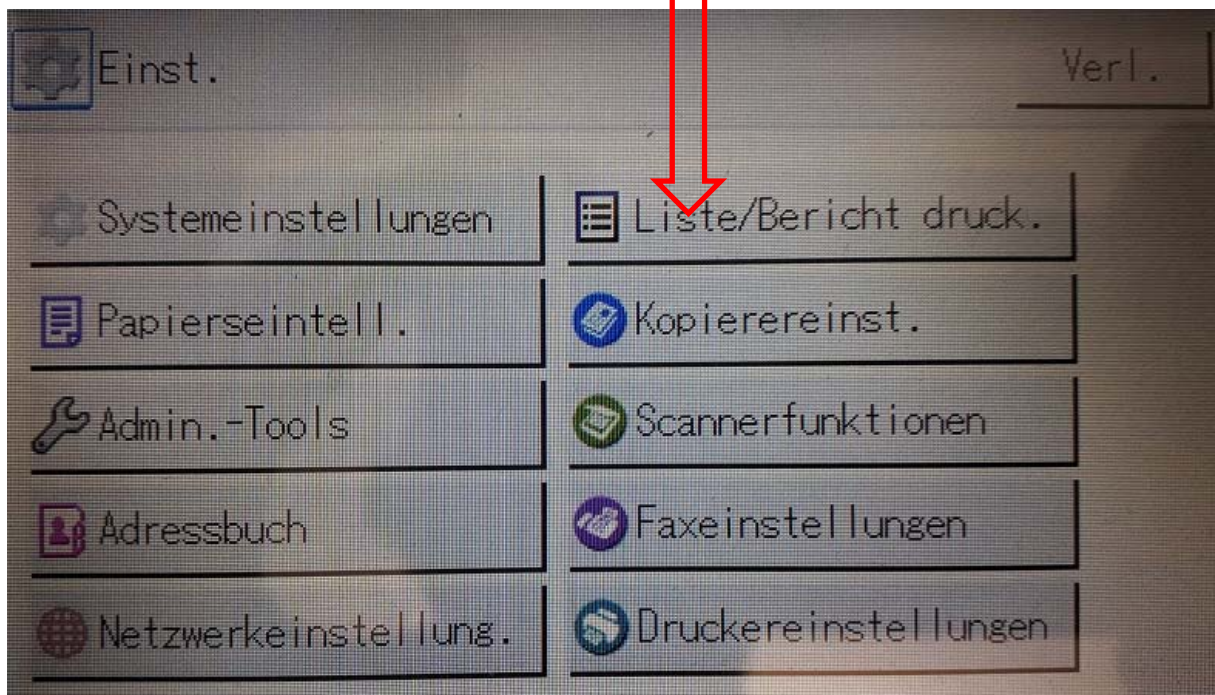 Einst.
Verl.
Systemeinstellungen
Liste/Bericht druck.
Papierseintell.
Kopierereinst.
Admin.-Tools
Scannerfunktionen
Adressbuch
Faxeinstellungen
Netzwerkeinstellung.
Druckereinstellungen